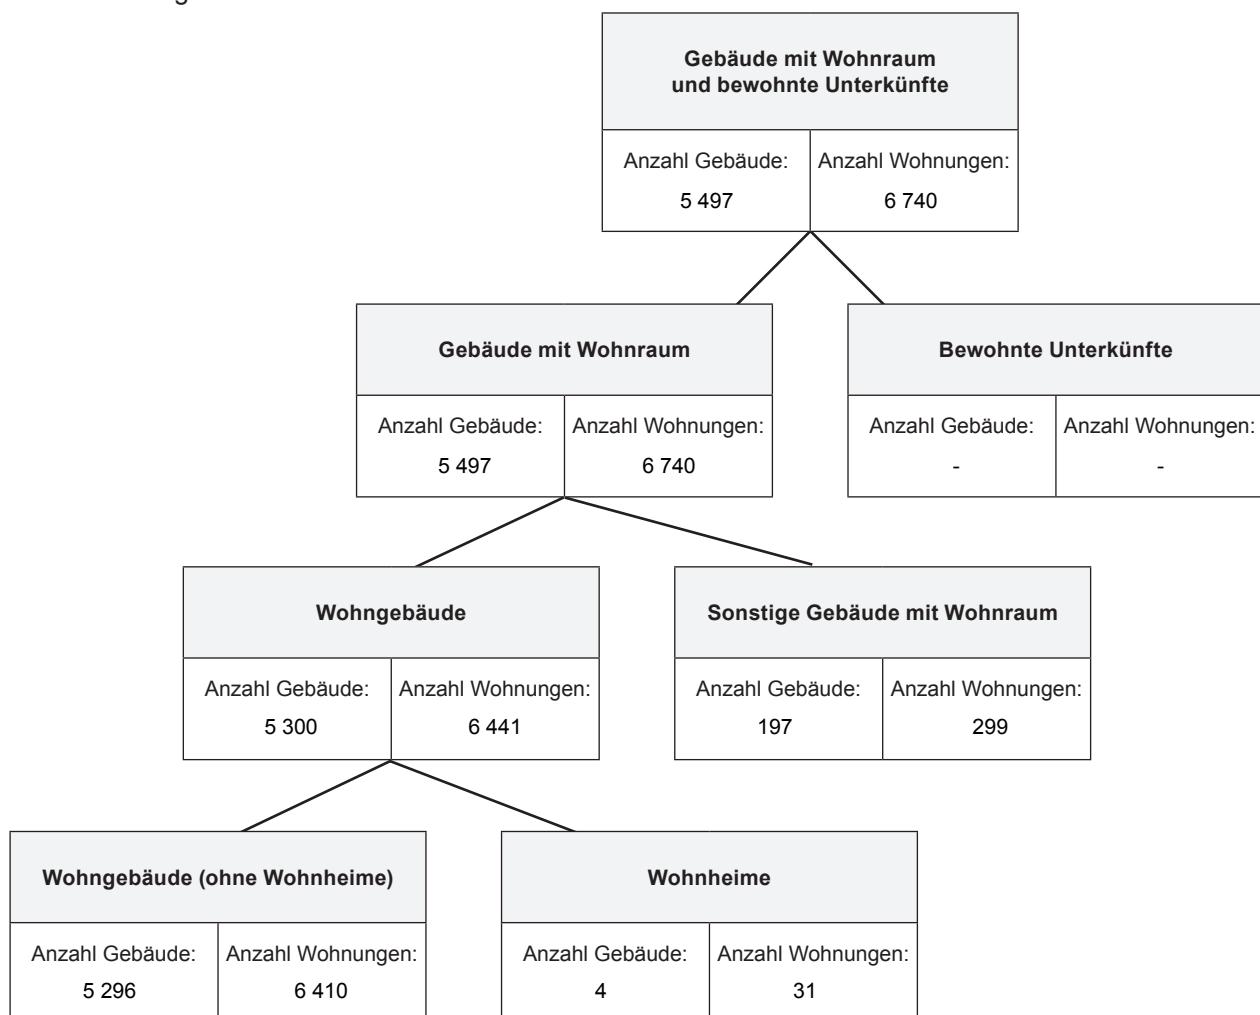 Gebäude mit Wohnraum
und bewohnte Unterkünfte
Anzahl Gebäude: Anzahl Wohnungen:
5 497 6 740
Gebäude mit Wohnraum Bewohnte Unterkünfte
Anzahl Gebäude: Anzahl Wohnungen: Anzahl Gebäude: Anzahl Wohnungen:
5 497 6 740 - -
Wohngebäude Sonstige Gebäude mit Wohnraum
Anzahl Gebäude: Anzahl Wohnungen: Anzahl Gebäude: Anzahl Wohnungen:
5 300 6 441 197 299
Wohngebäude (ohne Wohnheime) Wohnheime
Anzahl Gebäude: Anzahl Wohnungen: Anzahl Gebäude: Anzahl Wohnungen:
5 296 6 410 4 31